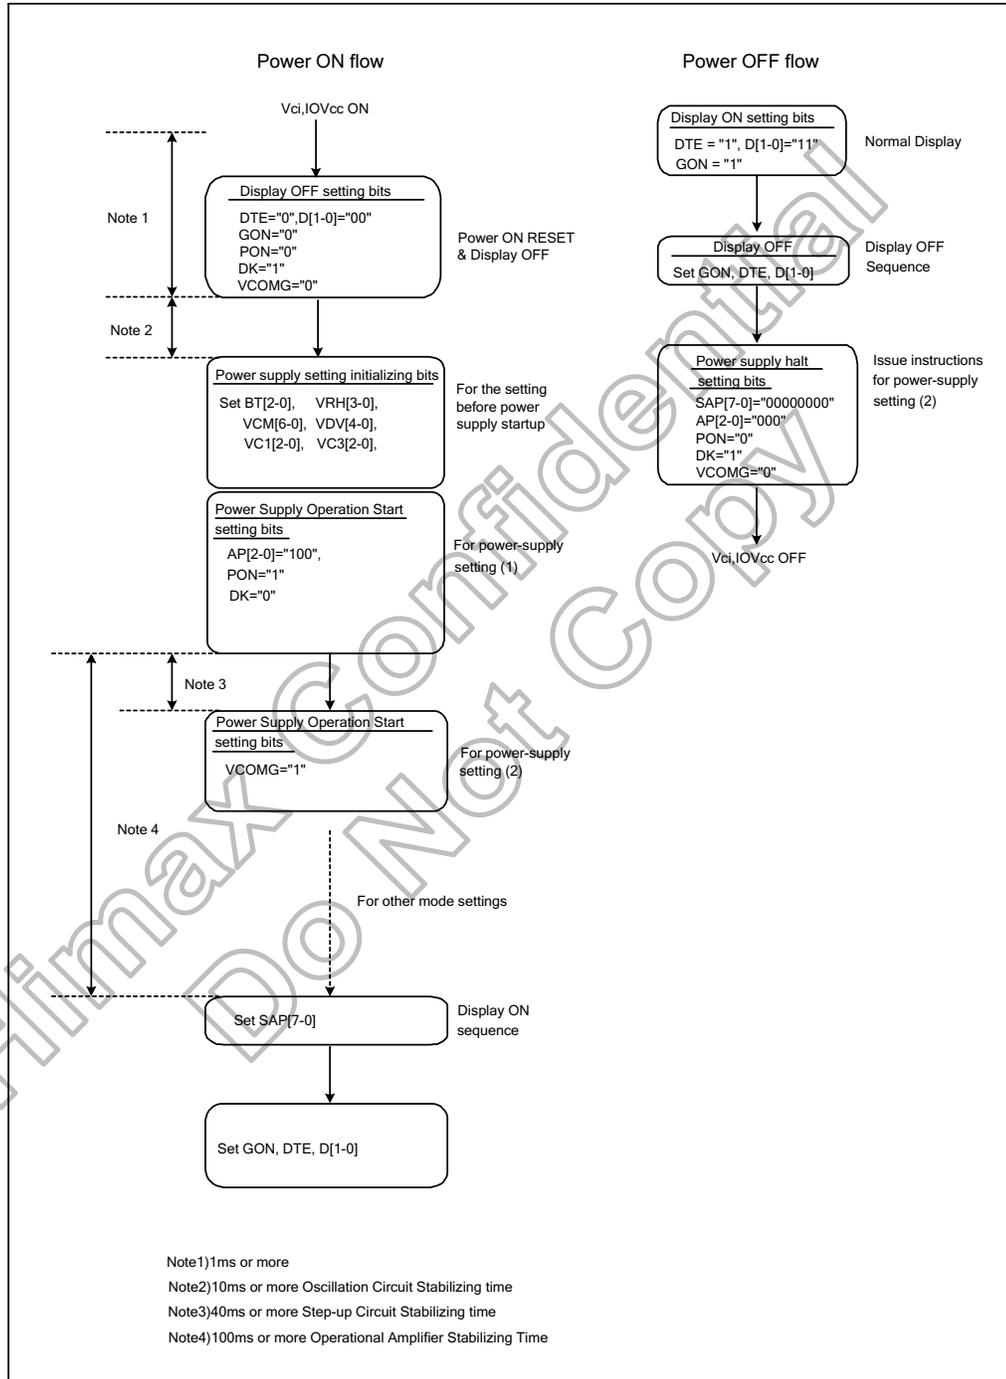 Power ON flow
Vci,IOVcc ON
Note 1
Display OFF setting bits
DTE="0",D[1-0]="00"
GON="0"
PON="0"
DK="1"
VCOMG="0"
Power ON RESET
& Display OFF
Note 2
Power supply setting initializing bits
Set BT[2-0], VRH[3-0],
VCM[6-0], VDV[4-0],
VC1[2-0], VC3[2-0],
For the setting
before power
supply startup
Power Supply Operation Start
setting bits
AP[2-0]="100",
PON="1"
DK="0"
For power-supply
setting (1)
Note 3
Power Supply Operation Start
setting bits
VCOMG="1"
For power-supply
setting (2)
Note 4
For other mode settings
Set SAP[7-0]
Display ON
sequence
Set GON, DTE, D[1-0]
Power OFF flow
Display ON setting bits
DTE = "1", D[1-0]="11"
GON = "1"
Normal Display
Display OFF
Set GON, DTE, D[1-0]
Display OFF
Sequence
Power supply halt
setting bits
SAP[7-0]="00000000"
AP[2-0]="000"
PON="0"
DK="1"
VCOMG="0"
Issue instructions
for power-supply
setting (2)
Vci,IOVcc OFF
Note1)1ms or more
Note2)10ms or more Oscillation Circuit Stabilizing time
Note3)40ms or more Step-up Circuit Stabilizing time
Note4)100ms or more Operational Amplifier Stabilizing Time
Himax Confidential
Do Not Copy